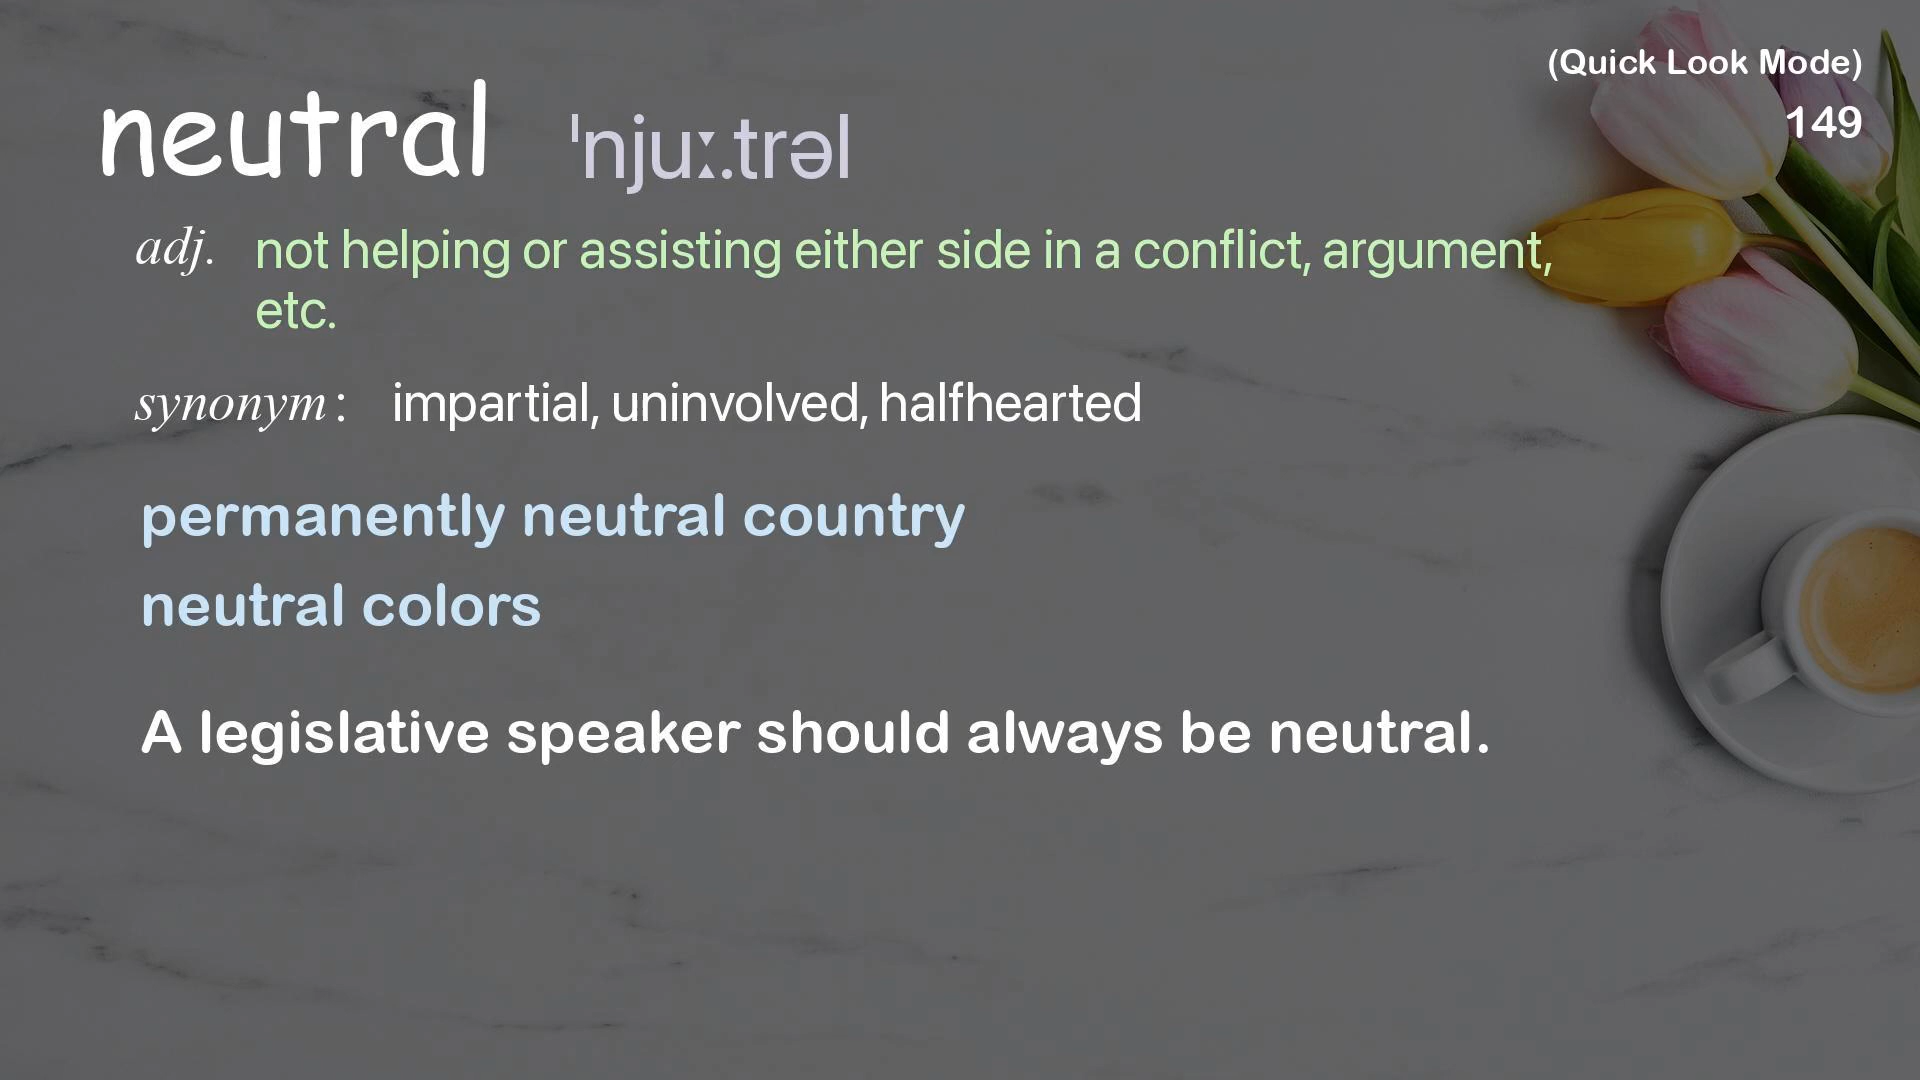 (Quick Look Mode)
149
neutral ˈnjuː.trəl
adj. not helping or assisting either side in a conflict, argument,
etc.
synonym: impartial, uninvolved, halfhearted
permanently neutral country
neutral colors
A legislative speaker should always be neutral.